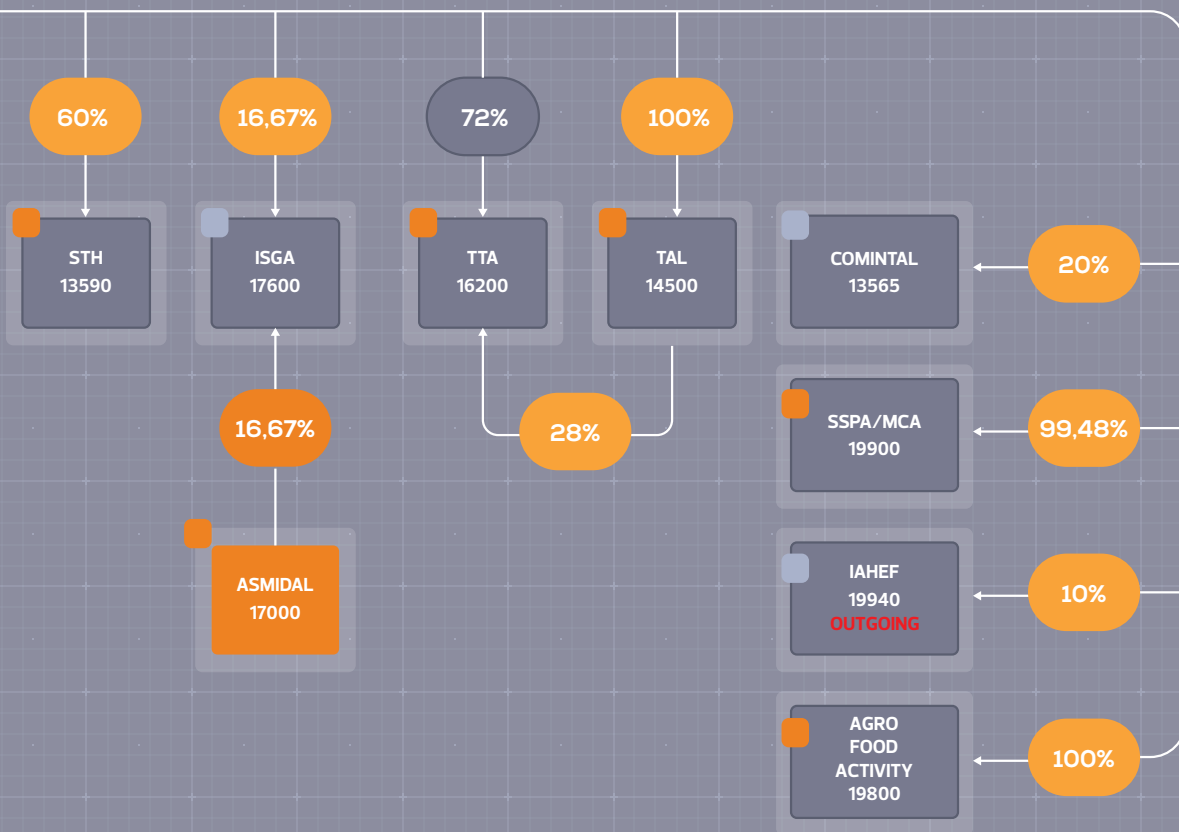 60%
16,67%
72%
100%
STH
13590
ISGA
17600
TTA
16200
TAL
14500
COMINTAL
13565
20%
16,67%
28%
SSPA/MCA
19900
99,48%
ASMIDAL
17000
IAHEF
19940
OUTGOING
10%
AGRO
FOOD
ACTIVITY
19800
100%